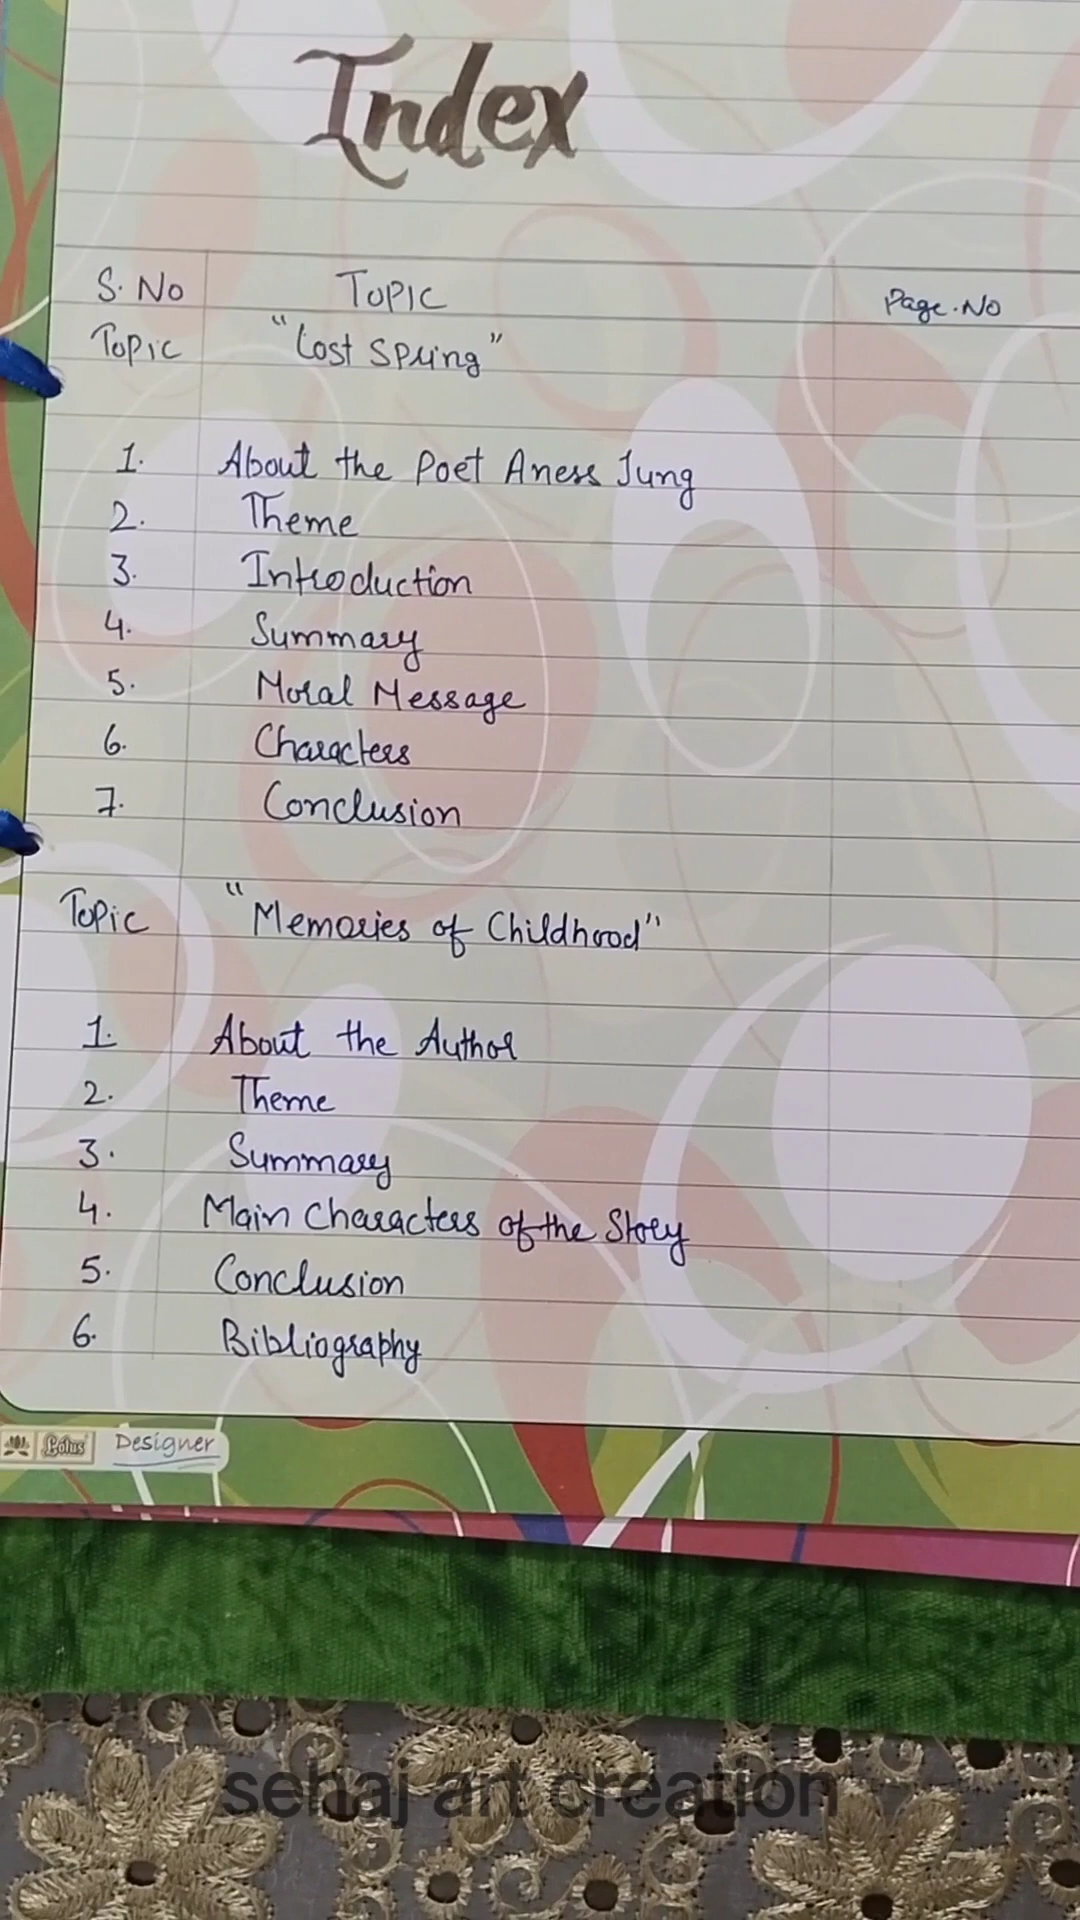 Index
S. No Topic Page. No
Topic "Lost Spring"
1. About the Poet Aness Jung
2. Theme
3. Introduction
4. Summary
5. Moral Message
6. Characters
7. Conclusion
Topic "Memories of Childhood"
1. About the Author
2. Theme
3. Summary
4. Main Characters of the Story
5. Conclusion
6. Bibliography
Lotus Designer
sehaj art creation